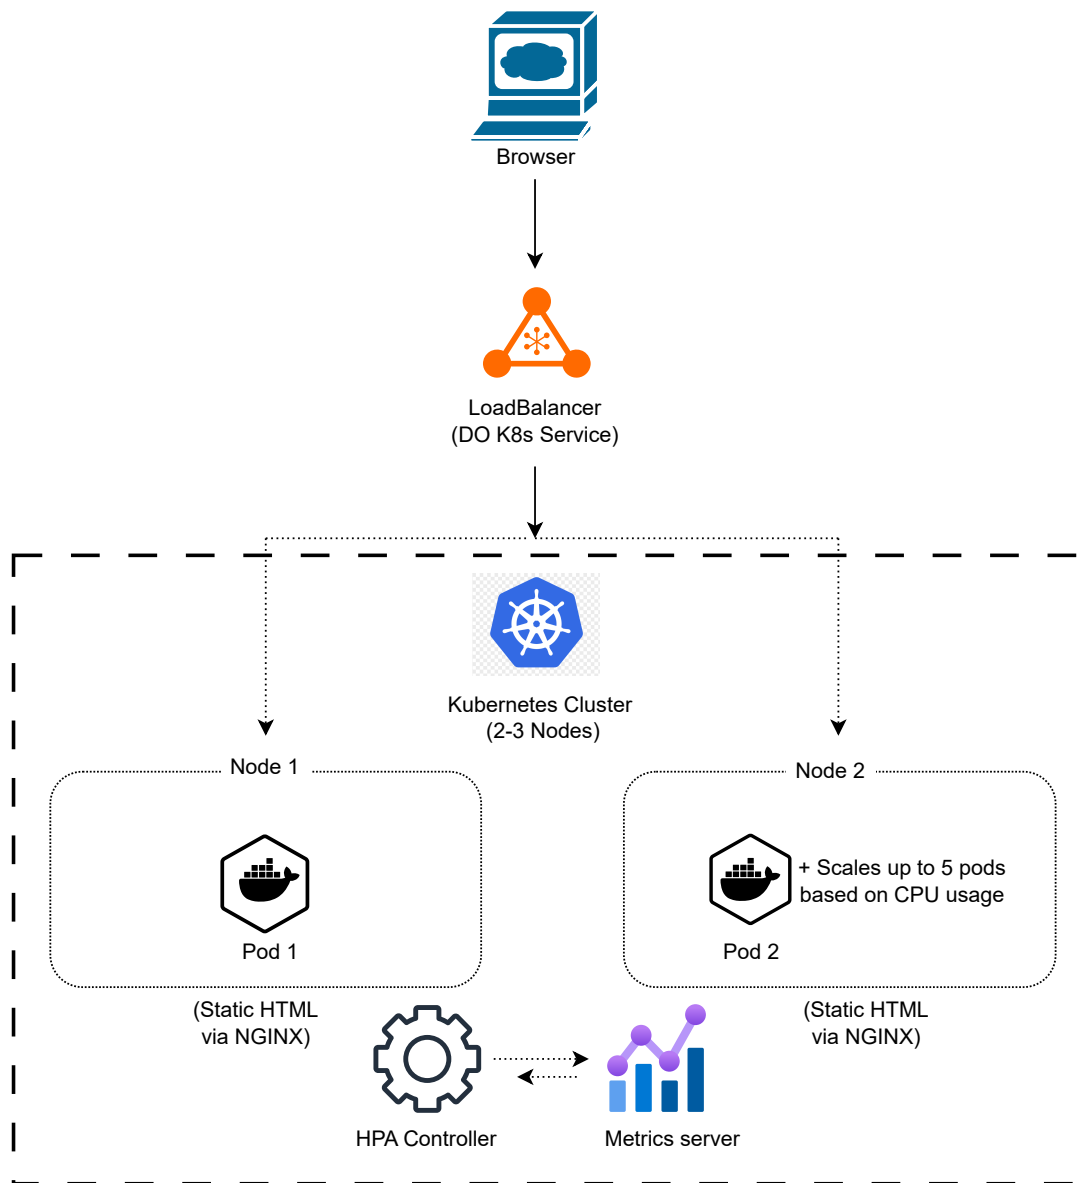 Browser
LoadBalancer
(DO K8s Service)
Kubernetes Cluster
(2-3 Nodes)
Node 1
Node 2
+ Scales up to 5 pods
based on CPU usage
Pod 1
Pod 2
(Static HTML
via NGINX)
(Static HTML
via NGINX)
HPA Controller
Metrics server